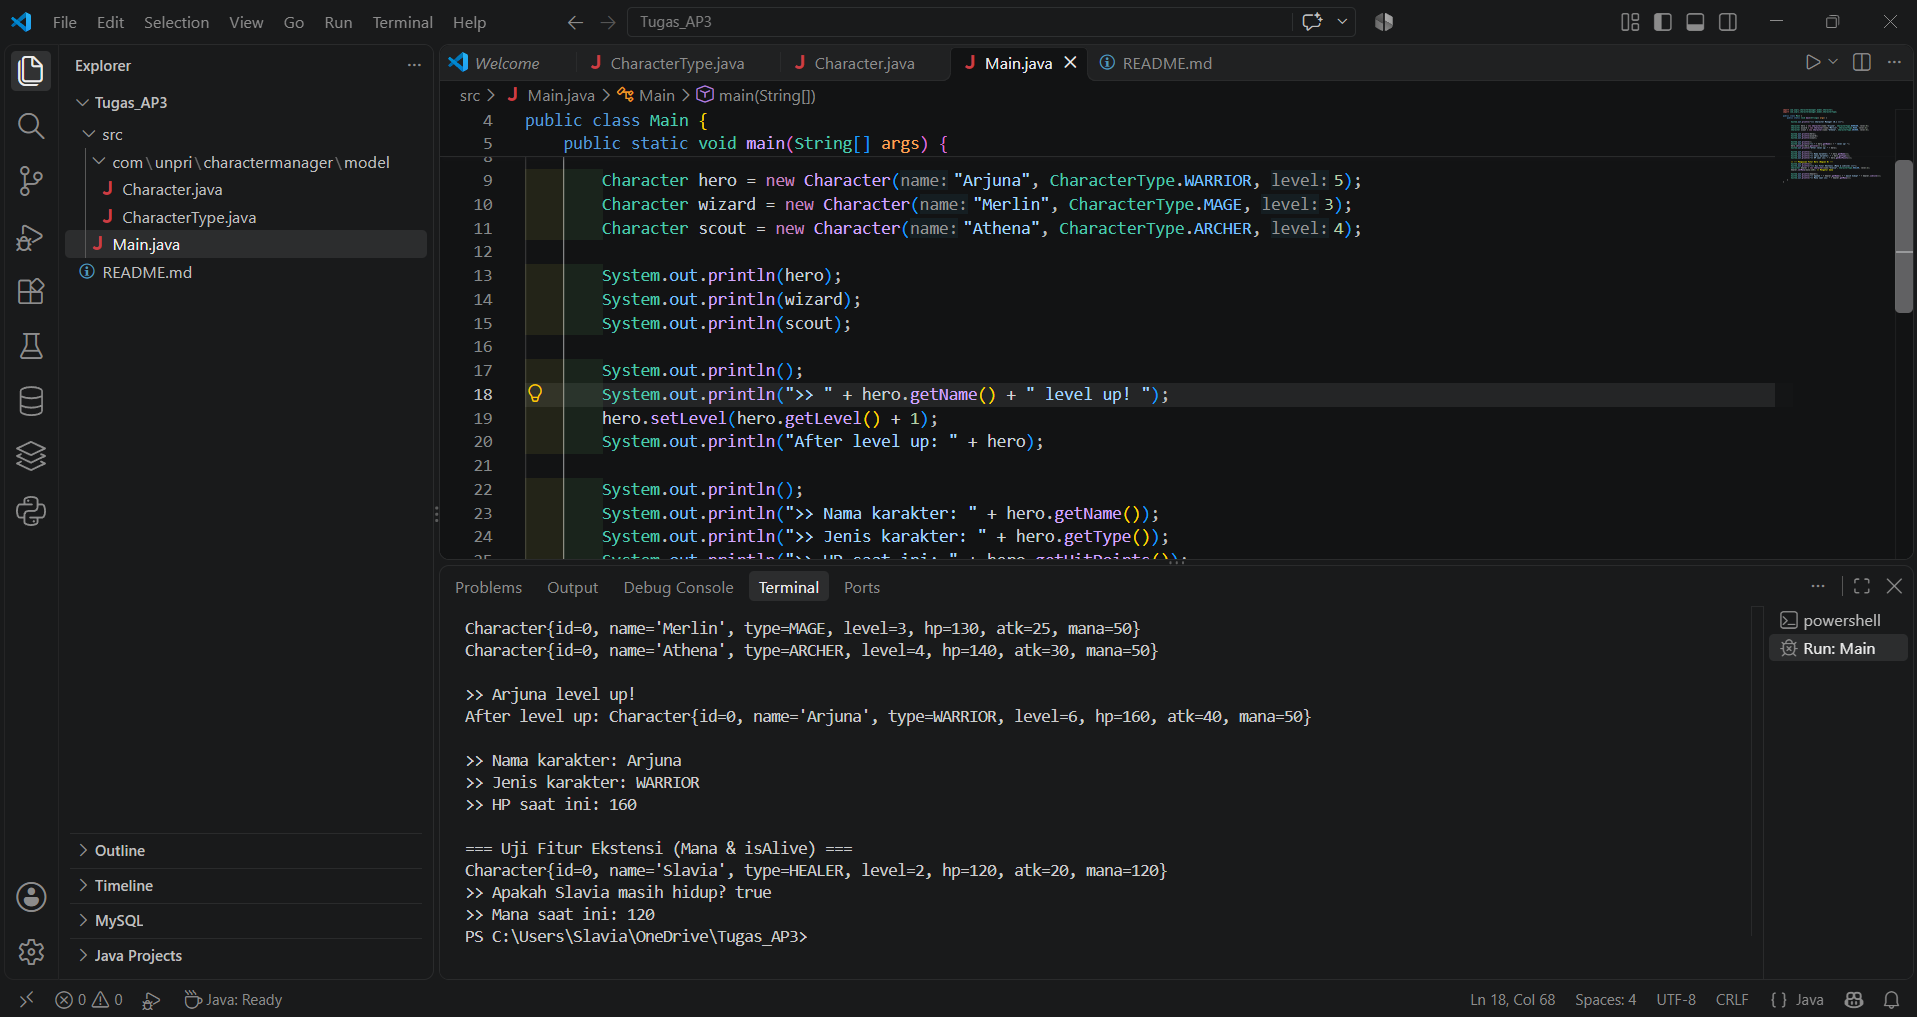 File Edit Selection View Go Run Terminal Help
Tugas_AP3
Explorer
Tugas_AP3
src
com\unpri\charactermanager\model
Character.java
CharacterType.java
Main.java
README.md
Outline
Timeline
MySQL
Java Projects
Welcome
CharacterType.java
Character.java
Main.java
README.md
src > Main.java > Main > main(String[])
4 public class Main {
5 public static void main(String[] args) {
8
9 Character hero = new Character(name: "Arjuna", CharacterType.WARRIOR, level: 5);
10 Character wizard = new Character(name: "Merlin", CharacterType.MAGE, level: 3);
11 Character scout = new Character(name: "Athena", CharacterType.ARCHER, level: 4);
12
13 System.out.println(hero);
14 System.out.println(wizard);
15 System.out.println(scout);
16
17 System.out.println();
18 System.out.println(">> " + hero.getName() + " level up! ");
19 hero.setLevel(hero.getLevel() + 1);
20 System.out.println("After level up: " + hero);
21
22 System.out.println();
23 System.out.println(">> Nama karakter: " + hero.getName());
24 System.out.println(">> Jenis karakter: " + hero.getType());
25 System.out.println(">> HP saat ini: " + hero.getHitPoints());
Problems Output Debug Console Terminal Ports
Character{id=0, name='Merlin', type=MAGE, level=3, hp=130, atk=25, mana=50}
Character{id=0, name='Athena', type=ARCHER, level=4, hp=140, atk=30, mana=50}
>> Arjuna level up!
After level up: Character{id=0, name='Arjuna', type=WARRIOR, level=6, hp=160, atk=40, mana=50}
>> Nama karakter: Arjuna
>> Jenis karakter: WARRIOR
>> HP saat ini: 160
=== Uji Fitur Ekstensi (Mana & isAlive) ===
Character{id=0, name='Slavia', type=HEALER, level=2, hp=120, atk=20, mana=120}
>> Apakah Slavia masih hidup? true
>> Mana saat ini: 120
PS C:\Users\Slavia\OneDrive\Tugas_AP3>
powershell
Run: Main
0 0 Java: Ready
Ln 18, Col 68 Spaces: 4 UTF-8 CRLF { } Java